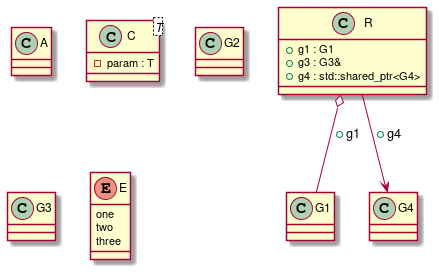 C A
C C
T
param : T
C G2
C R
g1 : G1
g3 : G3&
g4 : std::shared_ptr<G4>
g1
g4
C G3
E E
one
two
three
C G1
C G4